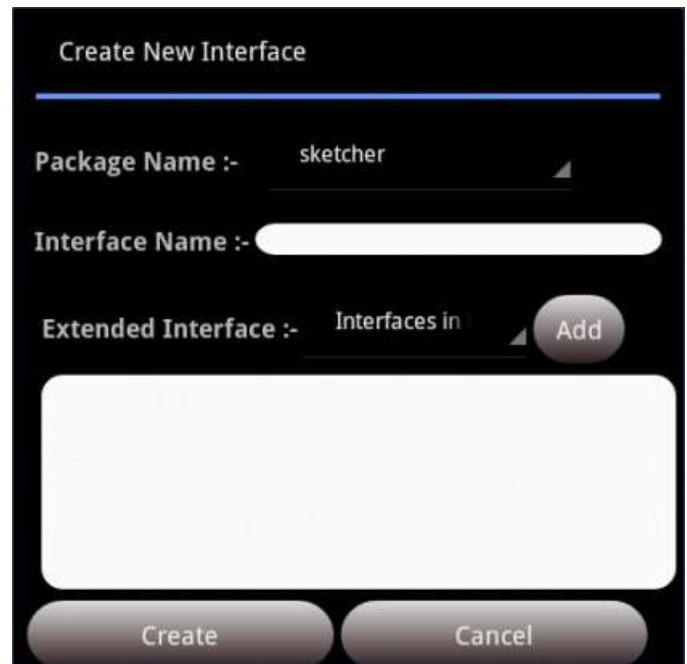 Create New Interface
Package Name :- sketcher
Interface Name :-
Extended Interface :- Interfaces in Add
Create Cancel